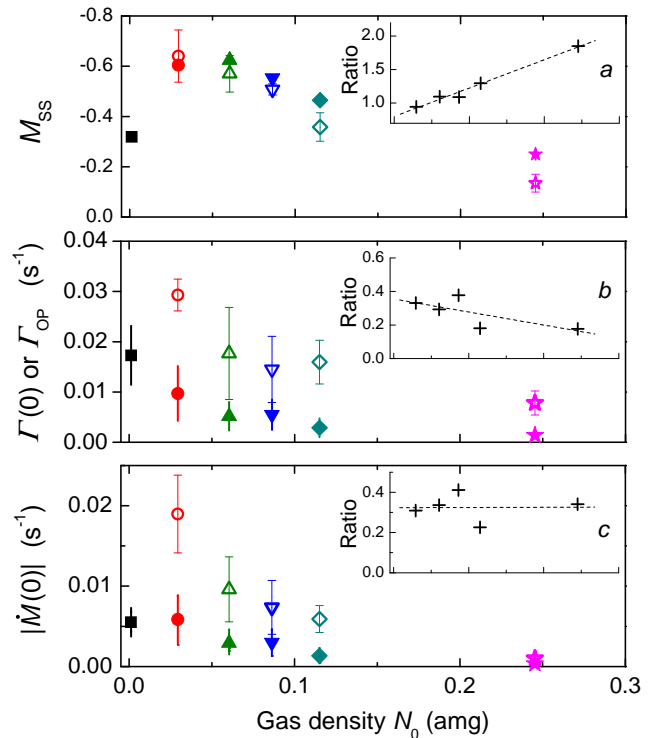 -0.8
-0.6
-0.4
-0.2
0.0
M_SS
2.0
1.0
Ratio
a
0.04
0.03
0.02
0.01
0.00
Γ(0) or Γ_OP (s⁻¹)
0.6
0.4
0.2
0.0
Ratio
b
0.02
0.01
0.00
|Ṁ(0)| (s⁻¹)
0.4
0.2
0.0
Ratio
c
0.0 0.1 0.2 0.3
Gas density N₀ (amg)